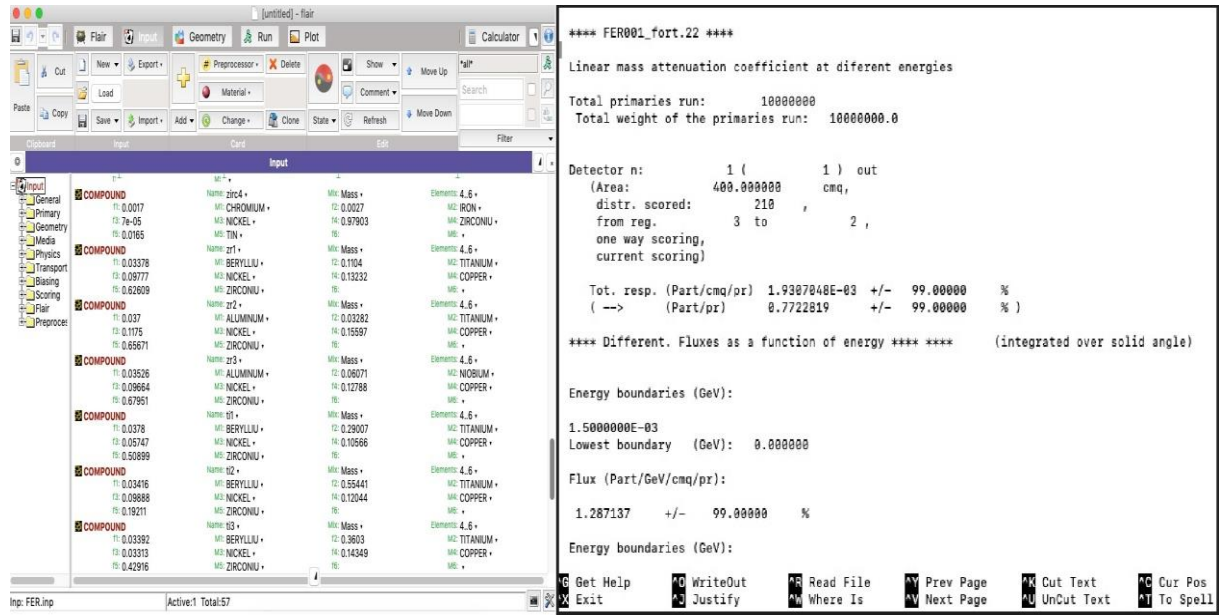 [untitled] - flair
Flair Input Geometry Run Plot Calculator
Paste Cut Copy
New Load Save Export Import
Add # Preprocessor Material Change Delete Clone
State Show Comment Refresh
Move Up Move Down
*all* Search Filter
Clipboard Input Card Edit
Input
Input
General
Primary
Geometry
Media
Physics
Transport
Biasing
Scoring
Flair
Preproces
COMPOUND Name: zirc4 Mix: Mass Elements: 4..6
f1: 0.0017 M1: CHROMIUM f2: 0.0027 M2: IRON
f3: 7e-05 M3: NICKEL f4: 0.97903 M4: ZIRCONIU
f5: 0.0165 M5: TIN f6: M6:
COMPOUND Name: zr1 Mix: Mass Elements: 4..6
f1: 0.03378 M1: BERYLLIU f2: 0.1104 M2: TITANIUM
f3: 0.09777 M3: NICKEL f4: 0.13232 M4: COPPER
f5: 0.62609 M5: ZIRCONIU f6: M6:
COMPOUND Name: zr2 Mix: Mass Elements: 4..6
f1: 0.037 M1: ALUMINUM f2: 0.03282 M2: TITANIUM
f3: 0.1175 M3: NICKEL f4: 0.15597 M4: COPPER
f5: 0.65671 M5: ZIRCONIU f6: M6:
COMPOUND Name: zr3 Mix: Mass Elements: 4..6
f1: 0.03526 M1: ALUMINUM f2: 0.06071 M2: NIOBIUM
f3: 0.09664 M3: NICKEL f4: 0.12788 M4: COPPER
f5: 0.67951 M5: ZIRCONIU f6: M6:
COMPOUND Name: ti1 Mix: Mass Elements: 4..6
f1: 0.0378 M1: BERYLLIU f2: 0.29007 M2: TITANIUM
f3: 0.05747 M3: NICKEL f4: 0.10566 M4: COPPER
f5: 0.50899 M5: ZIRCONIU f6: M6:
COMPOUND Name: ti2 Mix: Mass Elements: 4..6
f1: 0.03416 M1: BERYLLIU f2: 0.55441 M2: TITANIUM
f3: 0.09888 M3: NICKEL f4: 0.12044 M4: COPPER
f5: 0.19211 M5: ZIRCONIU f6: M6:
COMPOUND Name: ti3 Mix: Mass Elements: 4..6
f1: 0.03392 M1: BERYLLIU f2: 0.3603 M2: TITANIUM
f3: 0.03313 M3: NICKEL f4: 0.14349 M4: COPPER
f5: 0.42916 M5: ZIRCONIU f6: M6:
Inp: FER.inp Active:1 Total:57
**** FER001_fort.22 ****
Linear mass attenuation coefficient at diferent energies
Total primaries run: 10000000
Total weight of the primaries run: 10000000.0
Detector n: 1 ( 1 ) out
(Area: 400.000000 cmq,
distr. scored: 210 ,
from reg. 3 to 2 ,
one way scoring,
current scoring)
Tot. resp. (Part/cmq/pr) 1.9307048E-03 +/- 99.00000 %
( --> (Part/pr) 0.7722819 +/- 99.00000 % )
**** Different. Fluxes as a function of energy **** **** (integrated over solid angle)
Energy boundaries (GeV):
1.5000000E-03
Lowest boundary (GeV): 0.000000
Flux (Part/GeV/cmq/pr):
1.287137 +/- 99.00000 %
Energy boundaries (GeV):
^G Get Help ^O WriteOut ^R Read File ^Y Prev Page ^K Cut Text ^C Cur Pos
^X Exit ^J Justify ^W Where Is ^V Next Page ^U UnCut Text ^T To Spell